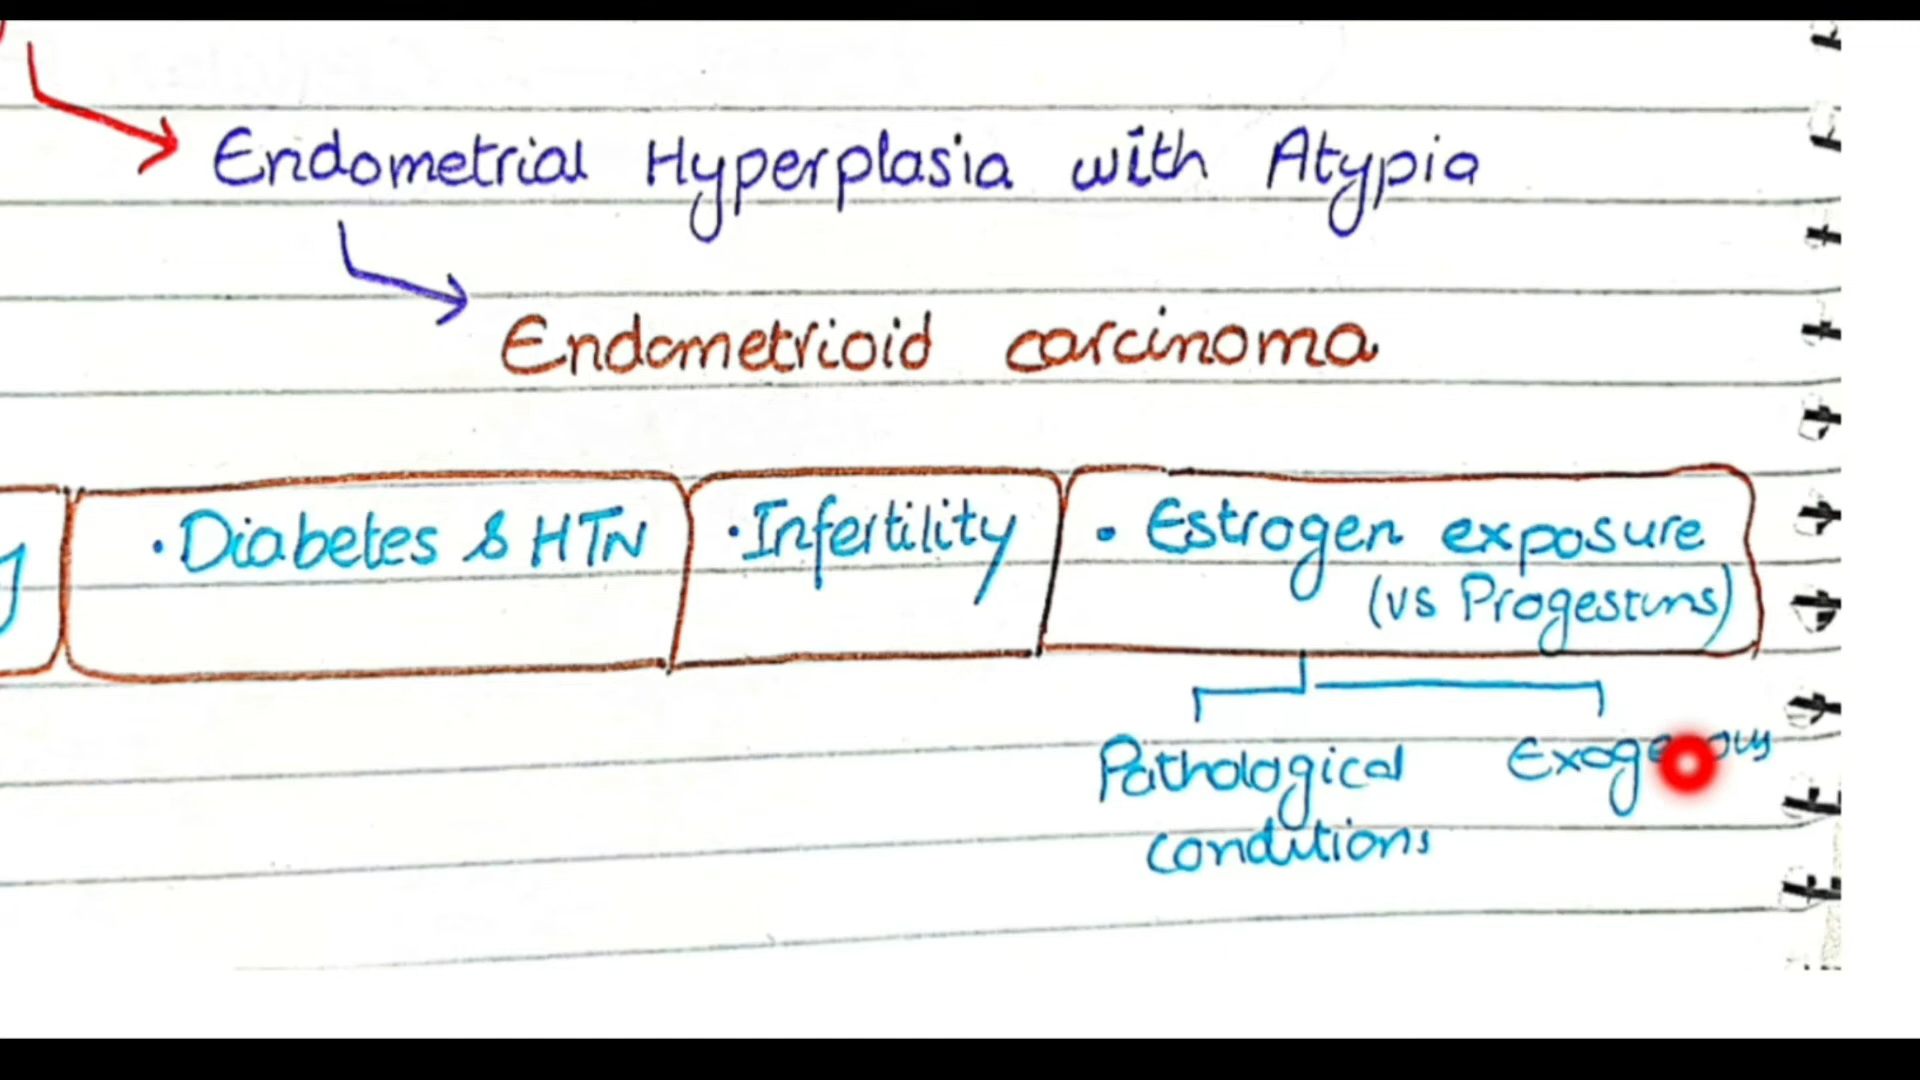 Endometrial Hyperplasia with Atypia
Endometrioid carcinoma
• Diabetes & HTN
• Infertility
• Estrogen exposure
(vs Progestins)
Pathological
conditions